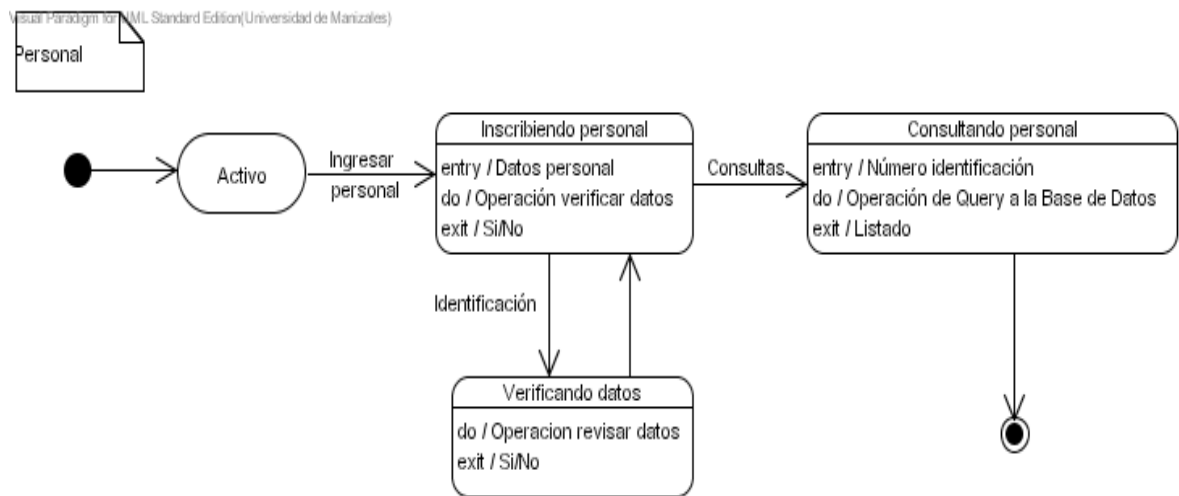 Visual Paradigm for UML Standard Edition(Universidad de Manizales)
Personal
Activo
Ingresar
personal
Inscribiendo personal
entry / Datos personal
do / Operación verificar datos
exit / Si/No
Consultas
Consultando personal
entry / Número identificación
do / Operación de Query a la Base de Datos
exit / Listado
Identificación
Verificando datos
do / Operacion revisar datos
exit / Si/No